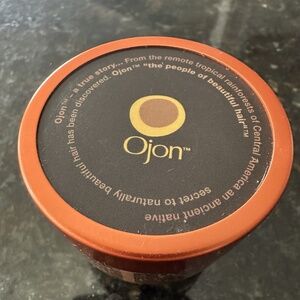 Ojon™ - a true story... From the remote tropical rainforests of Central America an ancient native
secret to naturally beautiful hair has been discovered. Ojon™ "the people of beautiful hair"™
Ojon™